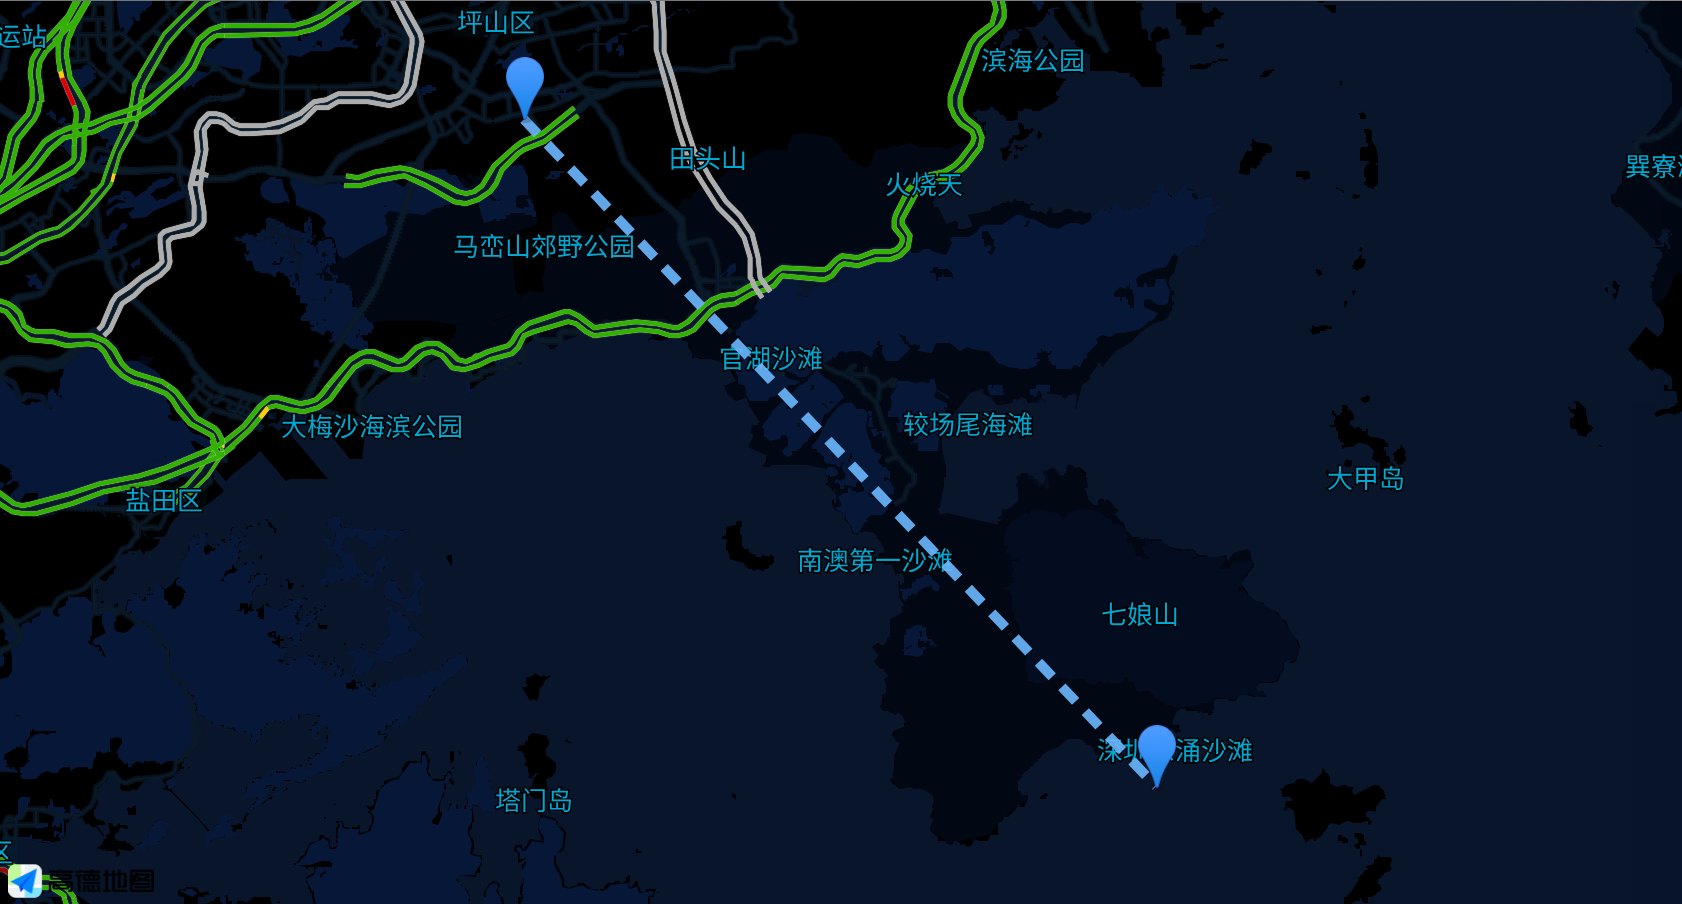 坪山区
运站
滨海公园
田头山
巽寮
火烧天
马峦山郊野公园
官湖沙滩
较场尾海滩
大梅沙海滨公园
大甲岛
盐田区
南澳第一沙滩
七娘山
深圳 涌沙滩
塔门岛
区
高德地图